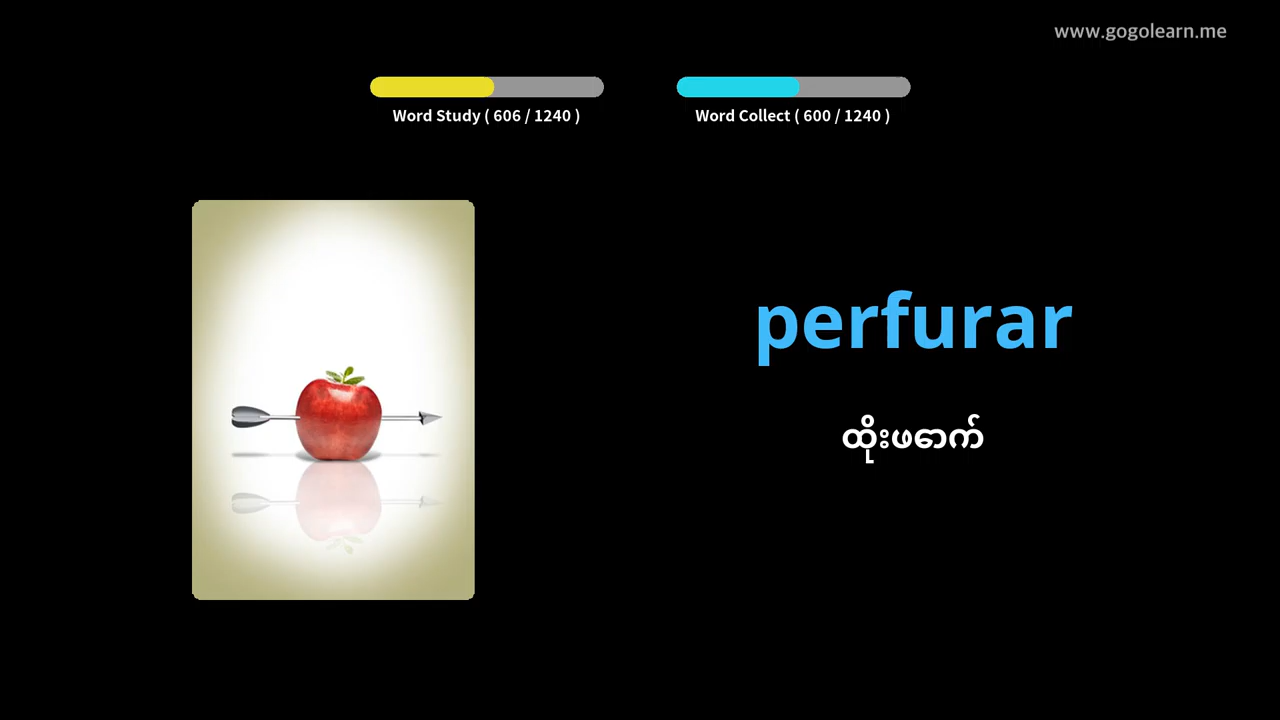 www.gogolearn.me
Word Study ( 606 / 1240 )
Word Collect ( 600 / 1240 )
perfurar
ထိုးဖောက်